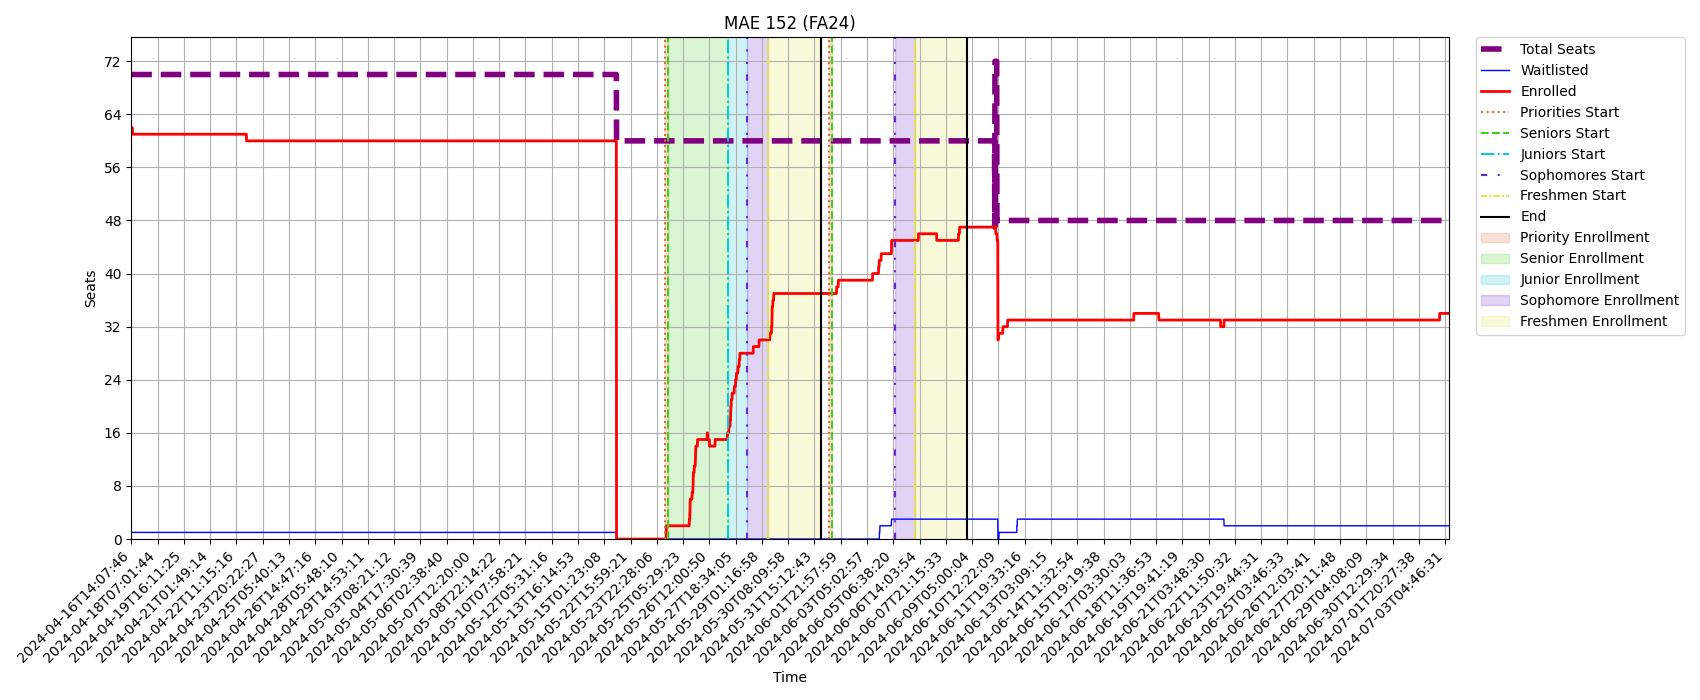 MAE 152 (FA24)
72
64
56
48
40
32
24
16
8
0
Seats
2024-04-16T14:07:46
2024-04-18T07:01:44
2024-04-19T16:11:25
2024-04-21T01:49:14
2024-04-22T11:15:16
2024-04-23T20:22:27
2024-04-25T05:40:13
2024-04-26T14:47:16
2024-04-28T05:48:10
2024-04-29T14:53:11
2024-05-03T08:21:12
2024-05-04T17:30:39
2024-05-06T02:38:40
2024-05-07T12:20:00
2024-05-08T22:14:22
2024-05-10T07:58:21
2024-05-12T05:31:16
2024-05-13T16:14:53
2024-05-15T01:23:08
2024-05-22T15:59:21
2024-05-23T22:28:06
2024-05-25T05:29:23
2024-05-26T12:00:50
2024-05-27T18:34:05
2024-05-29T01:16:58
2024-05-30T08:09:58
2024-05-31T15:12:43
2024-06-01T21:57:59
2024-06-03T05:02:57
2024-06-05T06:38:20
2024-06-06T14:03:54
2024-06-07T21:15:33
2024-06-09T05:00:04
2024-06-10T12:22:09
2024-06-11T19:33:16
2024-06-13T03:09:15
2024-06-14T11:32:54
2024-06-15T19:19:38
2024-06-17T03:30:03
2024-06-18T11:36:53
2024-06-19T19:41:19
2024-06-21T03:48:30
2024-06-22T11:50:32
2024-06-23T19:44:31
2024-06-25T03:46:33
2024-06-26T12:03:41
2024-06-27T20:11:48
2024-06-29T04:08:09
2024-06-30T12:29:34
2024-07-01T20:27:38
2024-07-03T04:46:31
Time
Total Seats
Waitlisted
Enrolled
Priorities Start
Seniors Start
Juniors Start
Sophomores Start
Freshmen Start
End
Priority Enrollment
Senior Enrollment
Junior Enrollment
Sophomore Enrollment
Freshmen Enrollment